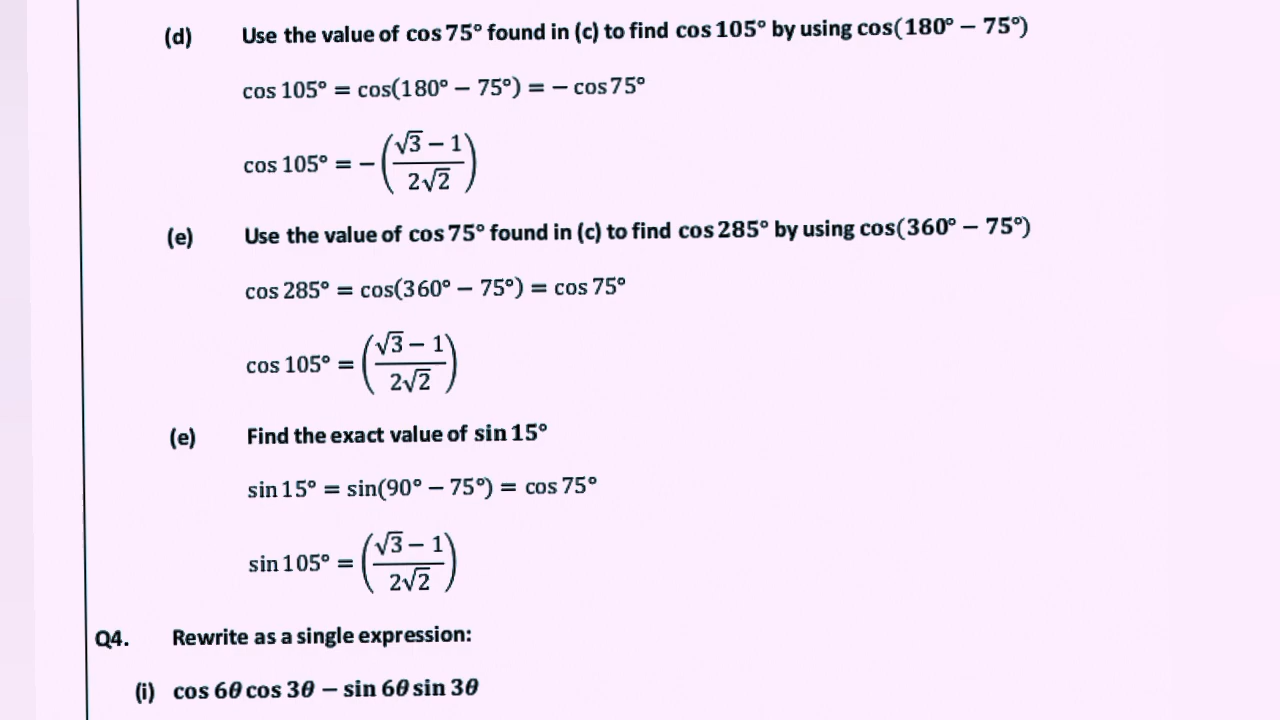 (d) Use the value of cos 75° found in (c) to find cos 105° by using cos(180° − 75°)
cos 105° = cos(180° − 75°) = − cos 75°
cos 105° = −((√3 − 1)/(2√2))
(e) Use the value of cos 75° found in (c) to find cos 285° by using cos(360° − 75°)
cos 285° = cos(360° − 75°) = cos 75°
cos 105° = ((√3 − 1)/(2√2))
(e) Find the exact value of sin 15°
sin 15° = sin(90° − 75°) = cos 75°
sin 105° = ((√3 − 1)/(2√2))
Q4. Rewrite as a single expression:
(i) cos 6θ cos 3θ − sin 6θ sin 3θ